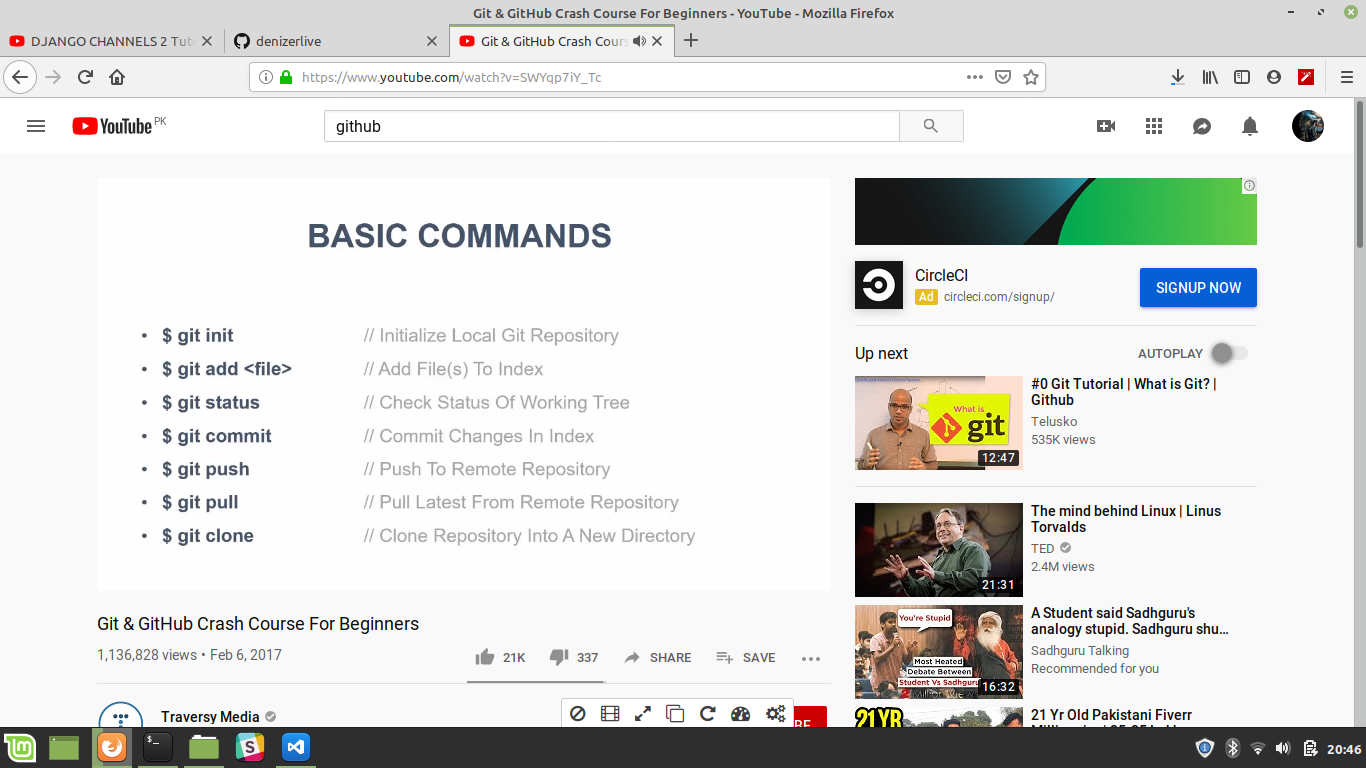 Git & GitHub Crash Course For Beginners - YouTube - Mozilla Firefox
DJANGO CHANNELS 2 Tut
denizerlive
Git & GitHub Crash Cours
https://www.youtube.com/watch?v=SWYqp7iY_Tc
YouTube PK
github
BASIC COMMANDS
• $ git init // Initialize Local Git Repository
• $ git add <file> // Add File(s) To Index
• $ git status // Check Status Of Working Tree
• $ git commit // Commit Changes In Index
• $ git push // Push To Remote Repository
• $ git pull // Pull Latest From Remote Repository
• $ git clone // Clone Repository Into A New Directory
Git & GitHub Crash Course For Beginners
1,136,828 views • Feb 6, 2017
21K 337 SHARE SAVE
Traversy Media
BE
CircleCI
Ad circleci.com/signup/
SIGNUP NOW
Up next
AUTOPLAY
What is
git
12:47
#0 Git Tutorial | What is Git? |
Github
Telusko
535K views
21:31
The mind behind Linux | Linus
Torvalds
TED
2.4M views
You're Stupid
Most Heated
Debate Between
Student Vs Sadhguru
Million View
16:32
A Student said Sadhguru's
analogy stupid. Sadhguru shu...
Sadhguru Talking
Recommended for you
21 YR
21 Yr Old Pakistani Fiverr
20:46